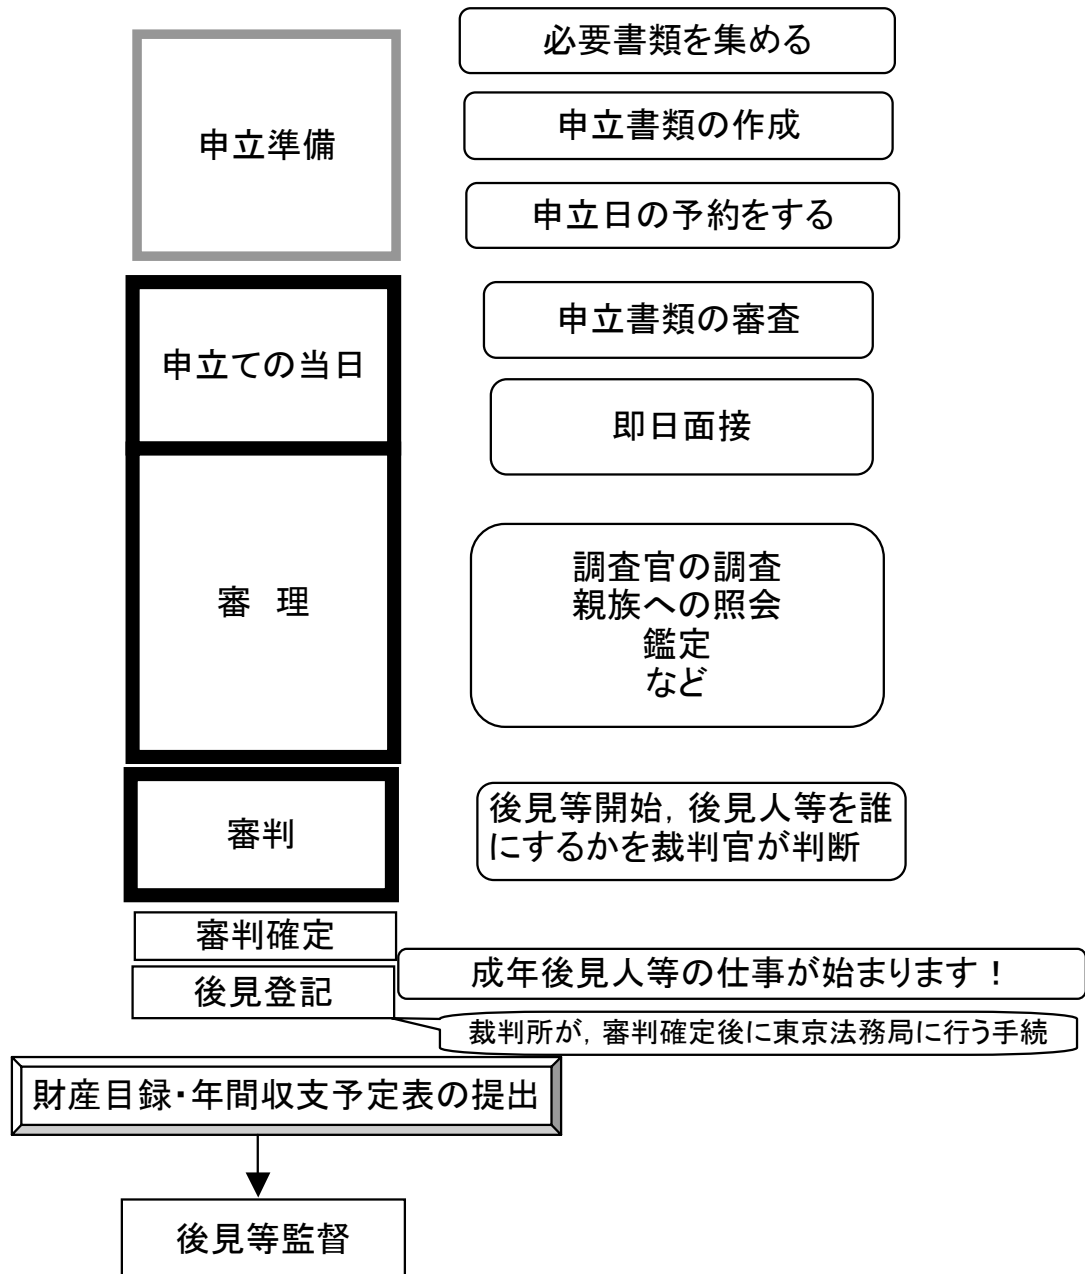 必要書類を集める
申立準備
申立書類の作成
申立日の予約をする
申立ての当日
申立書類の審査
即日面接
審　理
調査官の調査
親族への照会
鑑定
など
審判
後見等開始，後見人等を誰
にするかを裁判官が判断
審判確定
後見登記
成年後見人等の仕事が始まります！
裁判所が，審判確定後に東京法務局に行う手続
財産目録・年間収支予定表の提出
後見等監督